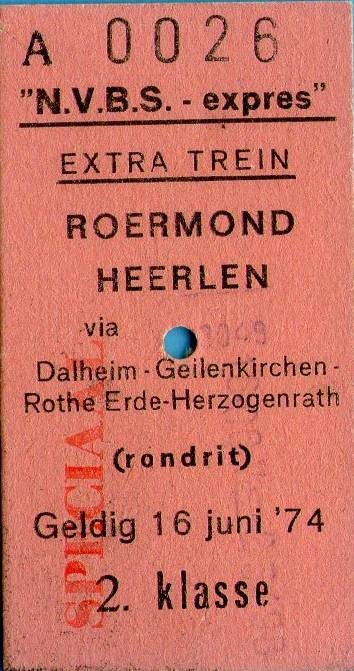 A 0026
"N.V.B.S. - expres"
EXTRA TREIN
ROERMOND
HEERLEN
via
Dalheim - Geilenkirchen -
Rothe Erde-Herzogenrath
(rondrit)
Geldig 16 juni '74
2. klasse
SPECIAAL